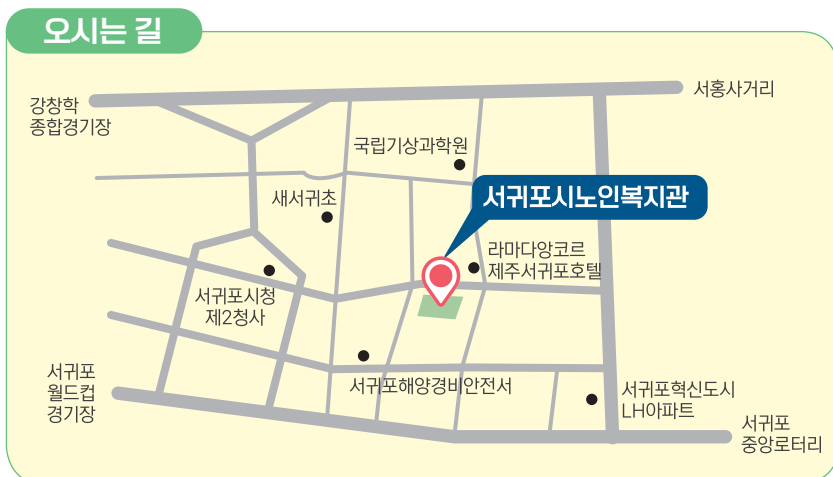 오시는 길
서홍사거리
강창학
종합경기장
국립기상과학원
서귀포시노인복지관
새서귀초
라마다앙코르
제주서귀포호텔
서귀포시청
제2청사
서귀포
월드컵
경기장
서귀포해양경비안전서
서귀포혁신도시
LH아파트
서귀포
중앙로터리